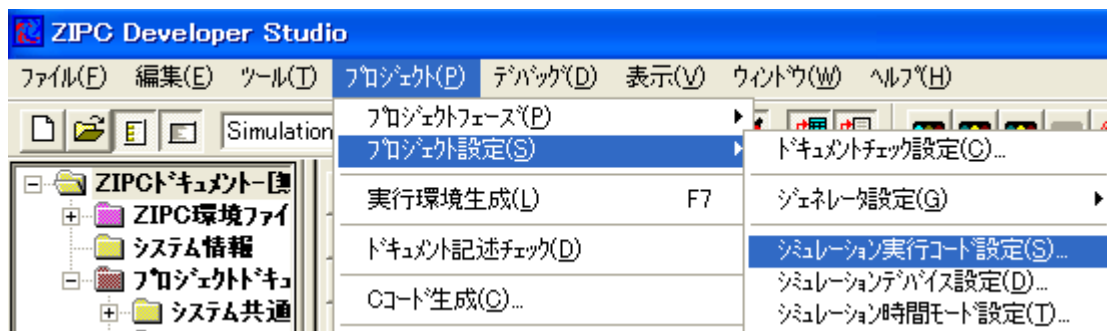 ZIPC Developer Studio
ファイル(F) 編集(E) ツール(T) プロジェクト(P) デバッグ(D) 表示(V) ウィンドウ(W) ヘルプ(H)
Simulation
プロジェクトフェーズ(P)
プロジェクト設定(S)
実行環境生成(L) F7
ドキュメント記述チェック(D)
Cコード生成(C)...
ドキュメントチェック設定(C)...
ジェネレータ設定(G)
シミュレーション実行コード設定(S)...
シミュレーションデバイス設定(D)...
シミュレーション時間モード設定(T)...
ZIPCドキュメント-[無
ZIPC環境ファイ
システム情報
プロジェクトドキュ
システム共通